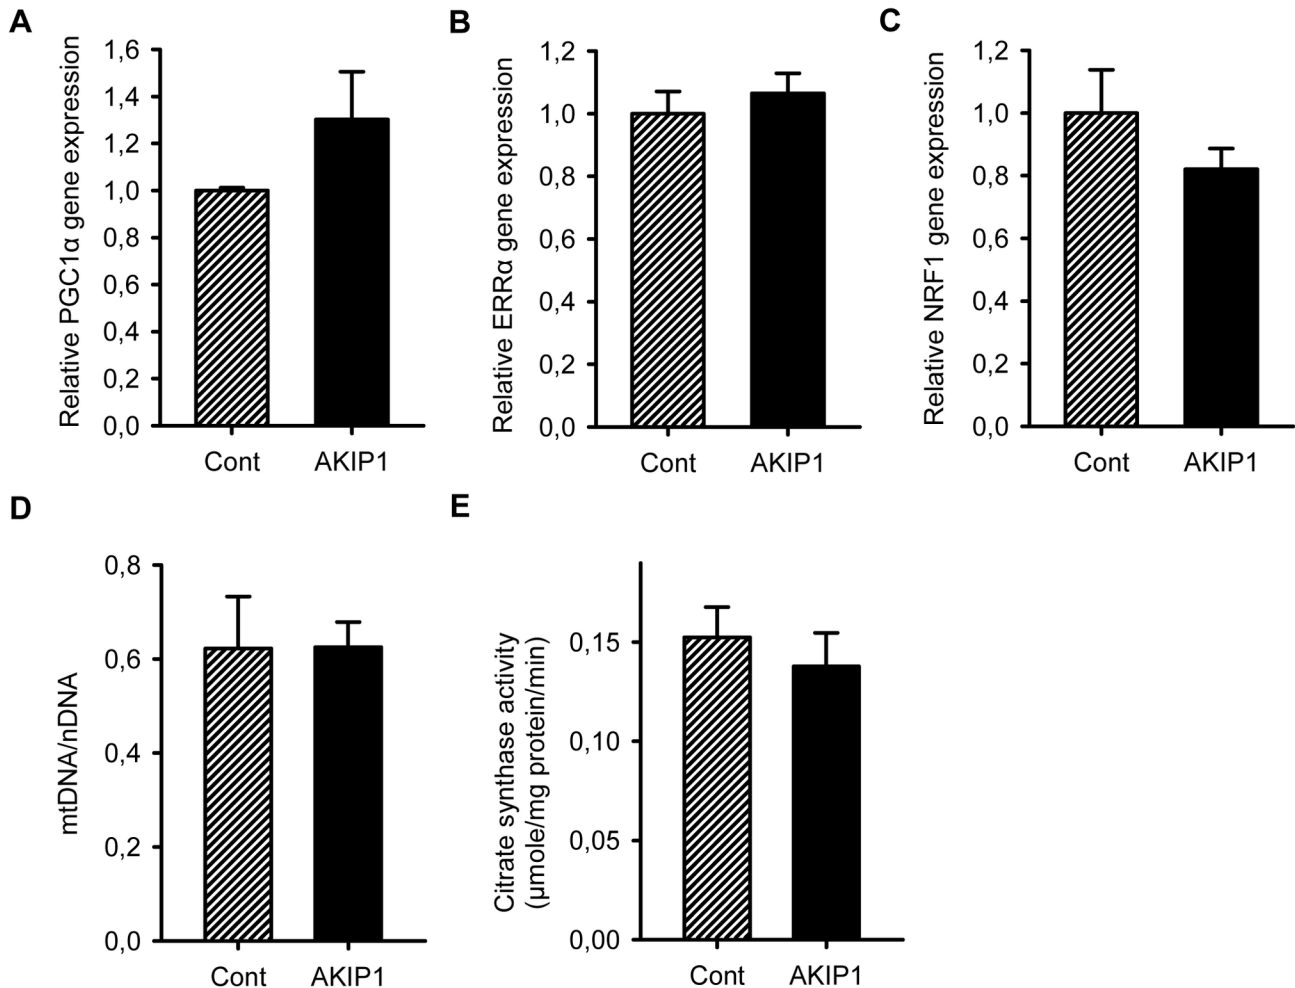 A
Relative PGC1α gene expression
1,6
1,4
1,2
1,0
0,8
0,6
0,4
0,2
0,0
Cont AKIP1
B
Relative ERRα gene expression
1,2
1,0
0,8
0,6
0,4
0,2
0,0
Cont AKIP1
C
Relative NRF1 gene expression
1,2
1,0
0,8
0,6
0,4
0,2
0,0
Cont AKIP1
D
mtDNA/nDNA
0,8
0,6
0,4
0,2
0,0
Cont AKIP1
E
Citrate synthase activity
(μmole/mg protein/min)
0,15
0,10
0,05
0,00
Cont AKIP1